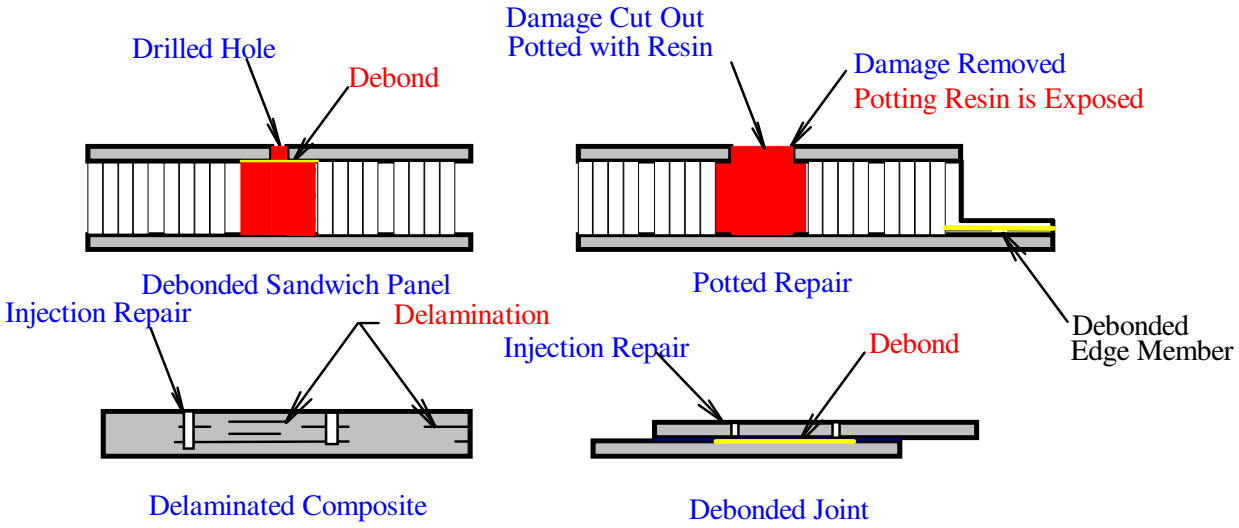 Drilled Hole
Debond
Debonded Sandwich Panel
Damage Cut Out
Potted with Resin
Damage Removed
Potting Resin is Exposed
Potted Repair
Debonded
Edge Member
Injection Repair
Delamination
Delaminated Composite
Injection Repair
Debond
Debonded Joint